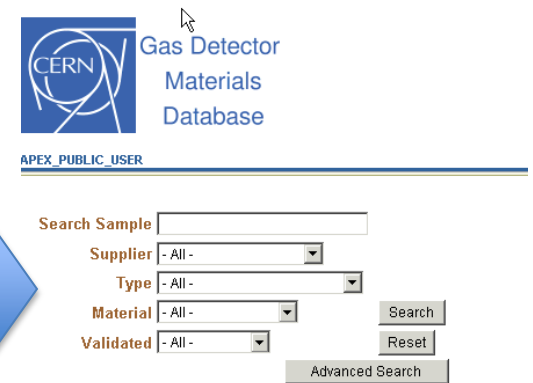 CERN
Gas Detector
Materials
Database
APEX_PUBLIC_USER
Search Sample
Supplier - All -
Type - All -
Material - All - Search
Validated - All - Reset
Advanced Search